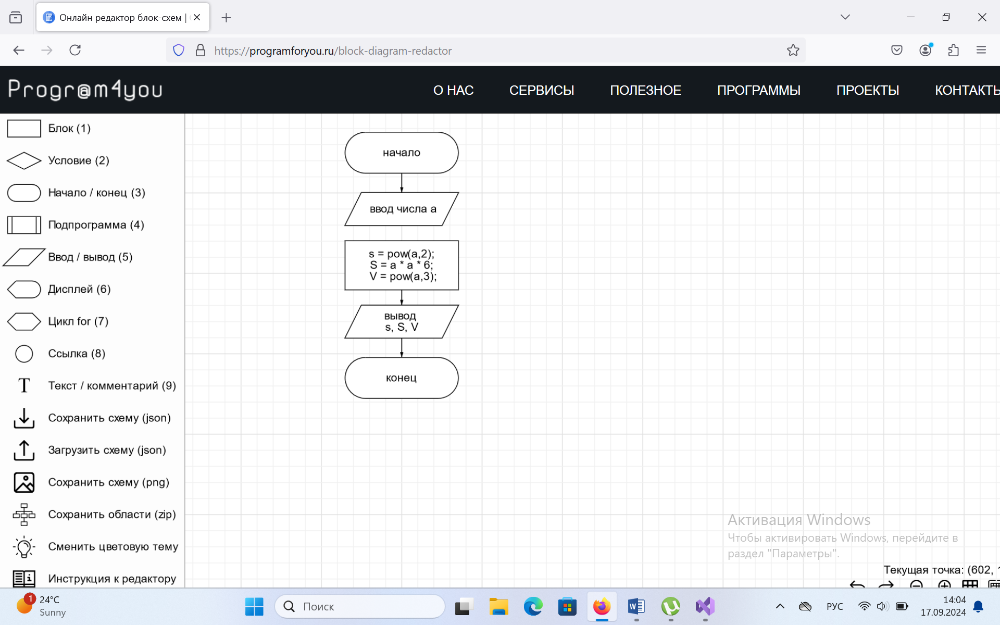 Онлайн редактор блок-схем |
https://programforyou.ru/block-diagram-redactor
Progr@m4you
О НАС
СЕРВИСЫ
ПОЛЕЗНОЕ
ПРОГРАММЫ
ПРОЕКТЫ
КОНТАКТЫ
Блок (1)
Условие (2)
Начало / конец (3)
Подпрограмма (4)
Ввод / вывод (5)
Дисплей (6)
Цикл for (7)
Ссылка (8)
T
Текст / комментарий (9)
Сохранить схему (json)
Загрузить схему (json)
Сохранить схему (png)
Сохранить области (zip)
Сменить цветовую тему
Инструкция к редактору
начало
ввод числа a
s = pow(a,2);
S = a * a * 6;
V = pow(a,3);
вывод
s, S, V
конец
Активация Windows
Чтобы активировать Windows, перейдите в
раздел "Параметры".
Текущая точка: (602,
1
24°C
Sunny
Поиск
РУС
14:04
17.09.2024